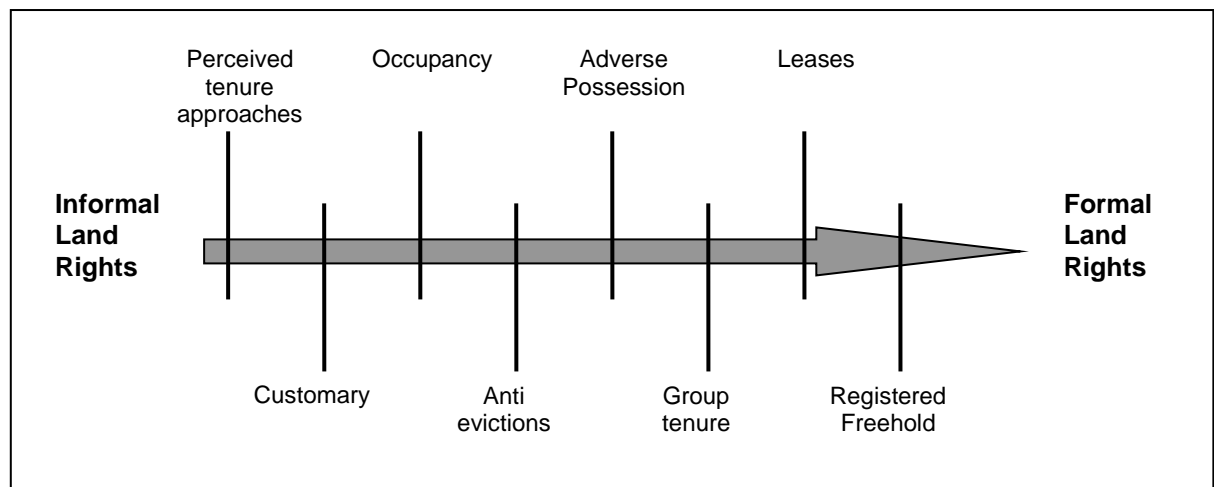 Perceived
tenure
approaches
Occupancy
Adverse
Possession
Leases
Informal
Land
Rights
Formal
Land
Rights
Customary
Anti
evictions
Group
tenure
Registered
Freehold